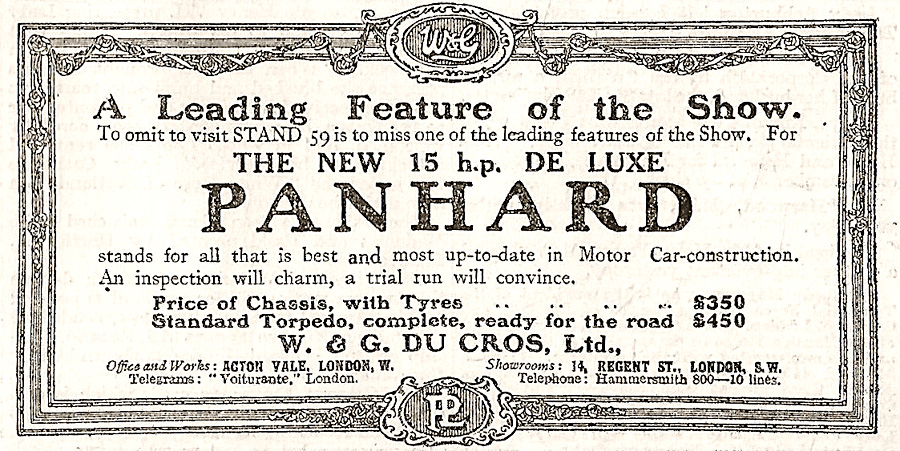 W & G
A Leading Feature of the Show.
To omit to visit STAND 59 is to miss one of the leading features of the Show. For
THE NEW 15 h.p. DE LUXE
PANHARD
stands for all that is best and most up-to-date in Motor Car-construction.
An inspection will charm, a trial run will convince.
Price of Chassis, with Tyres .. .. .. .. £350
Standard Torpedo, complete, ready for the road £450
W. & G. DU CROS, Ltd.,
Office and Works: ACTON VALE, LONDON, W. Showrooms: 14, REGENT ST., LONDON, S.W.
Telegrams: "Voiturante," London. Telephone: Hammersmith 800—10 lines.
PL